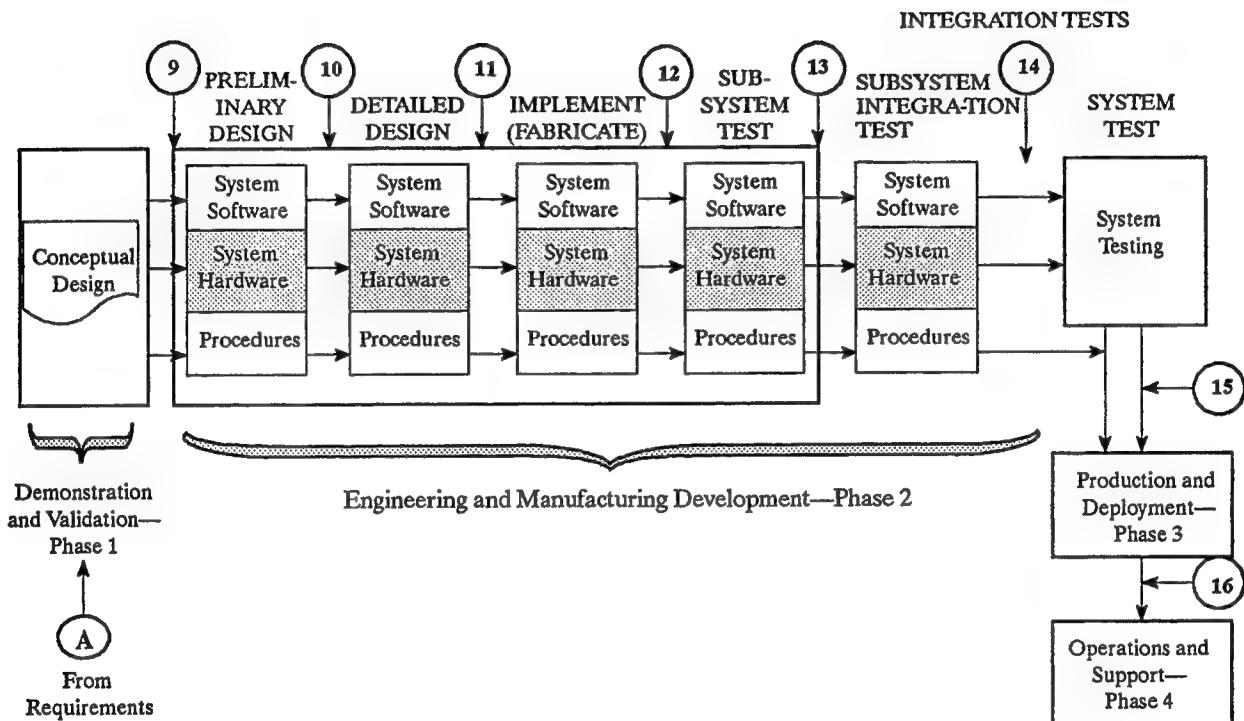 INTEGRATION TESTS
9
10
11
12
13
14
PRELIM-
INARY
DESIGN
DETAILED
DESIGN
IMPLEMENT
(FABRICATE)
SUB-
SYSTEM
TEST
SUBSYSTEM
INTEGRA-TION
TEST
SYSTEM
TEST
Conceptual
Design
System
Software
System
Hardware
Procedures
System
Software
System
Hardware
Procedures
System
Software
System
Hardware
Procedures
System
Software
System
Hardware
Procedures
System
Software
System
Hardware
Procedures
System
Testing
15
Demonstration
and Validation—
Phase 1
Engineering and Manufacturing Development—Phase 2
Production and
Deployment—
Phase 3
16
A
From
Requirements
Operations and
Support—
Phase 4